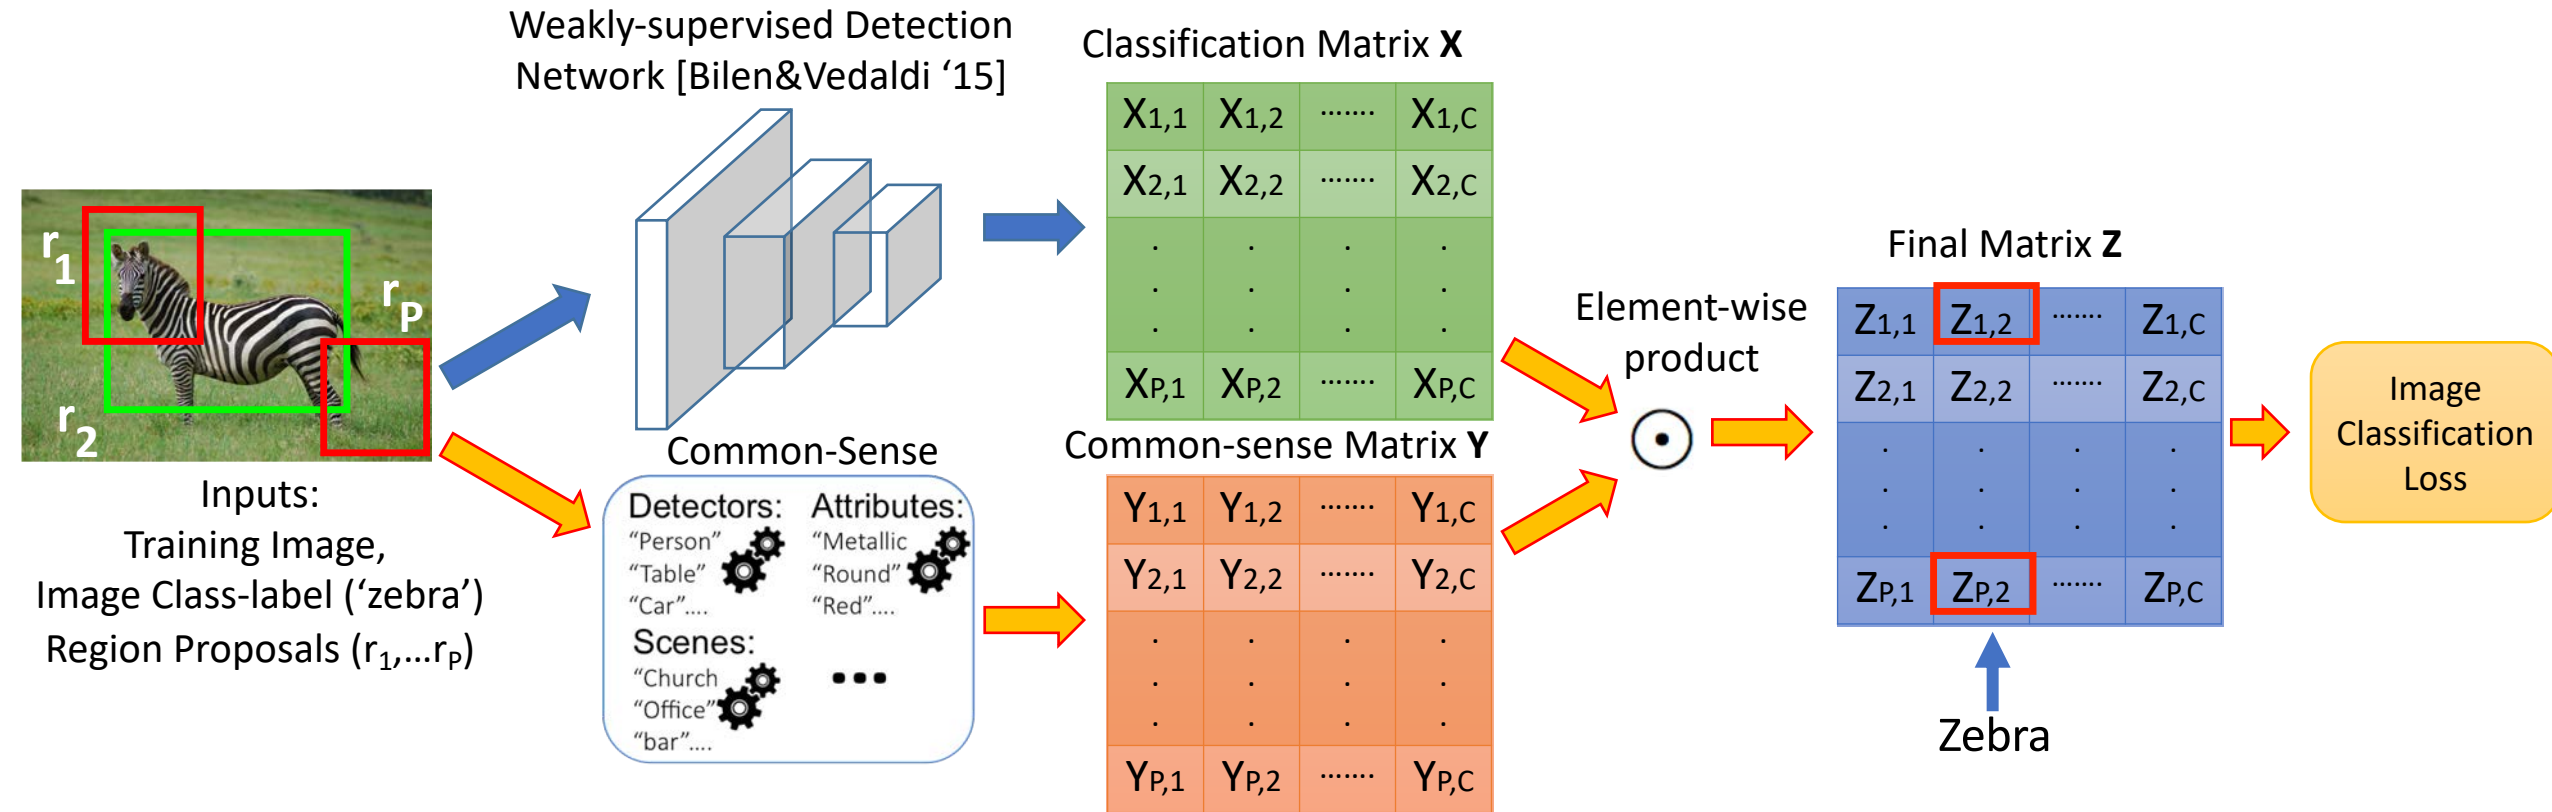 Weakly-supervised Detection
Network [Bilen&Vedaldi ‘15]
Classification Matrix X
X1,1 X1,2 ....... X1,C
X2,1 X2,2 ....... X2,C
. . . .
. . . .
. . . .
XP,1 XP,2 ....... XP,C
r1
r2
rP
Inputs:
Training Image,
Image Class-label (‘zebra’)
Region Proposals (r1,...rP)
Common-Sense
Detectors:
“Person”
“Table”
“Car”....
Attributes:
“Metallic
“Round”
“Red”....
Scenes:
“Church
“Office”
“bar”....
...
Common-sense Matrix Y
Y1,1 Y1,2 ....... Y1,C
Y2,1 Y2,2 ....... Y2,C
. . . .
. . . .
. . . .
YP,1 YP,2 ....... YP,C
Element-wise
product
Final Matrix Z
Z1,1 Z1,2 ....... Z1,C
Z2,1 Z2,2 ....... Z2,C
. . . .
. . . .
. . . .
ZP,1 ZP,2 ....... ZP,C
Zebra
Image
Classification
Loss